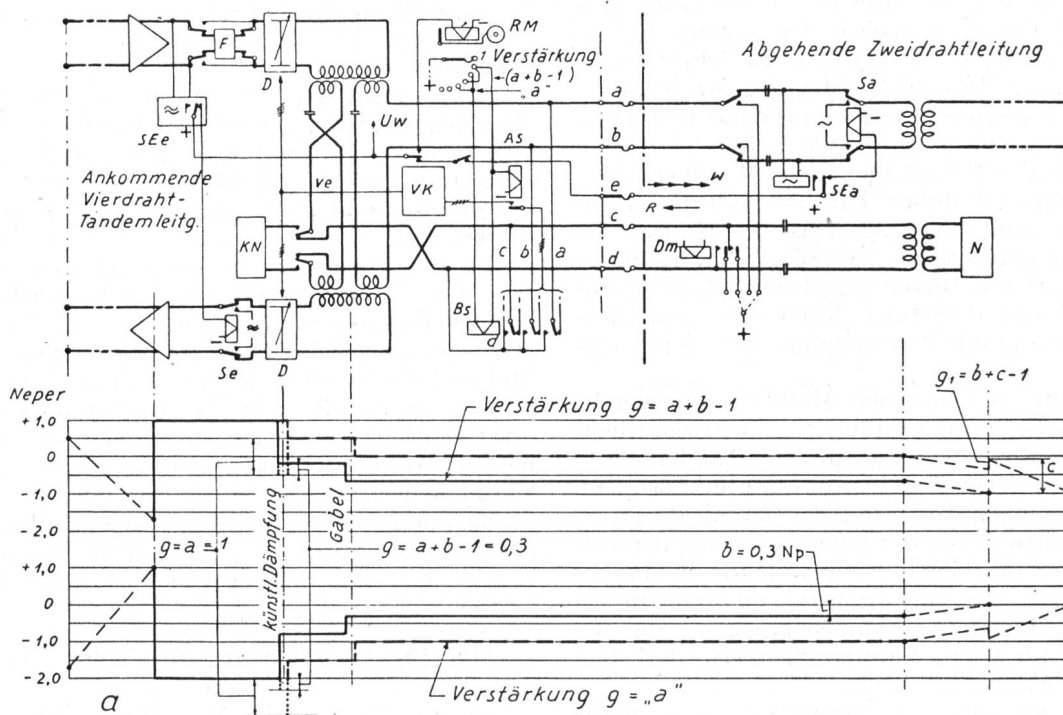 RM
F
1 Verstärkung
(a+b-1)
„a"
Abgehende Zweidrahtleitung
D
Uw
a
Sa
SEe
As
b
Ankommende
Vierdraht-
Tandemleitg.
Ve
VK
e
W
R
SEa
KN
c
c b a
Dm
N
d
Bs
d
Se
D
Neper
+1,0
0
-1,0
-2,0
+1,0
0
-1,0
-2,0
Verstärkung g = a+b-1
g₁ = b+c-1
c
künstl. Dämpfung
Gabel
g = a = 1
g = a+b-1 = 0,3
b = 0,3 Np
Verstärkung g = „a"
a